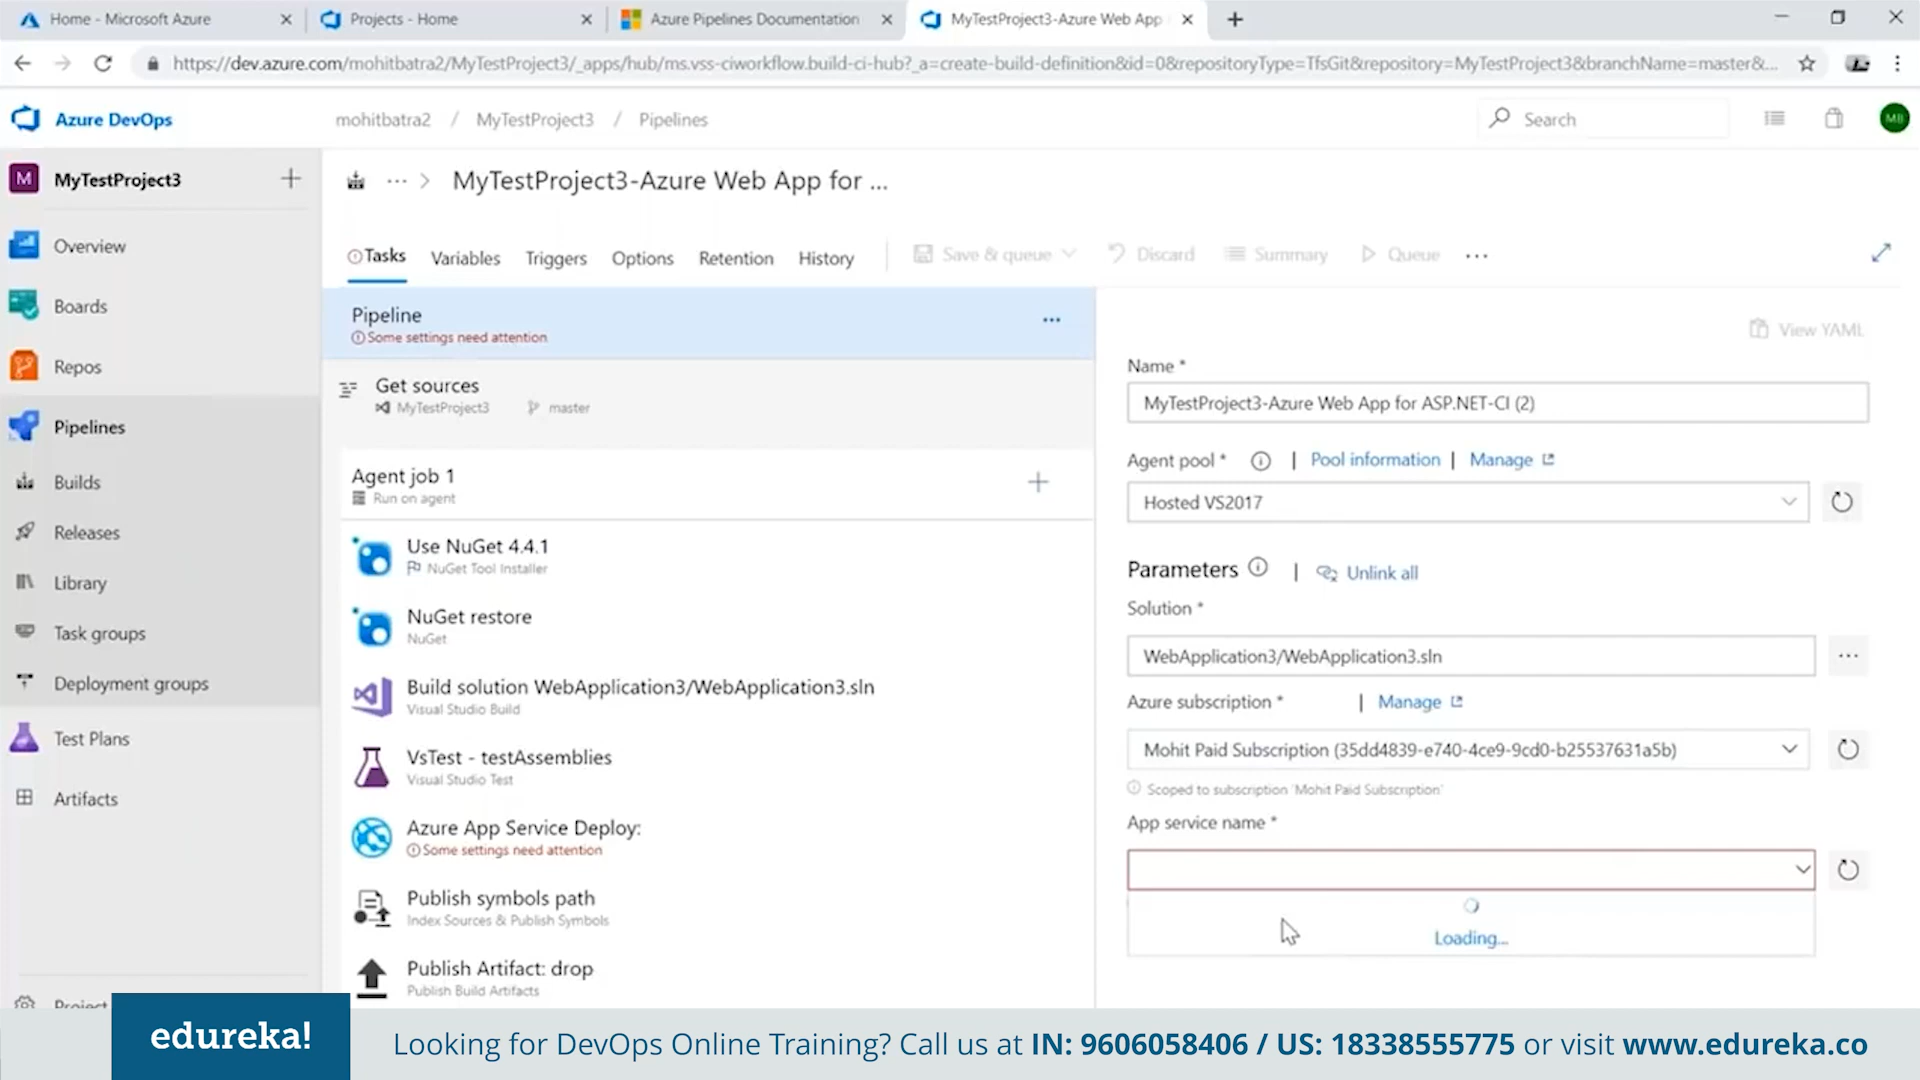 Home - Microsoft Azure
Projects - Home
Azure Pipelines Documentation
MyTestProject3-Azure Web App
https://dev.azure.com/mohitbatra2/MyTestProject3/_apps/hub/ms.vss-ciworkflow.build-ci-hub?_a=create-build-definition&id=0&repositoryType=TfsGit&repository=MyTestProject3&branchName=master&...
Azure DevOps
mohitbatra2 / MyTestProject3 / Pipelines
Search
MB
M MyTestProject3
MyTestProject3-Azure Web App for ...
Overview
Boards
Repos
Pipelines
Builds
Releases
Library
Task groups
Deployment groups
Test Plans
Artifacts
Project
Tasks Variables Triggers Options Retention History
Save & queue Discard Summary Queue
Pipeline
Some settings need attention
Get sources
MyTestProject3 master
Agent job 1
Run on agent
Use NuGet 4.4.1
NuGet Tool Installer
NuGet restore
NuGet
Build solution WebApplication3/WebApplication3.sln
Visual Studio Build
VsTest - testAssemblies
Visual Studio Test
Azure App Service Deploy:
Some settings need attention
Publish symbols path
Index Sources & Publish Symbols
Publish Artifact: drop
Publish Build Artifacts
View YAML
Name *
MyTestProject3-Azure Web App for ASP.NET-CI (2)
Agent pool * | Pool information | Manage
Hosted VS2017
Parameters | Unlink all
Solution *
WebApplication3/WebApplication3.sln
Azure subscription * | Manage
Mohit Paid Subscription (35dd4839-e740-4ce9-9cd0-b25537631a5b)
Scoped to subscription 'Mohit Paid Subscription'
App service name *
Loading...
edureka!
Looking for DevOps Online Training? Call us at IN: 9606058406 / US: 18338555775 or visit www.edureka.co